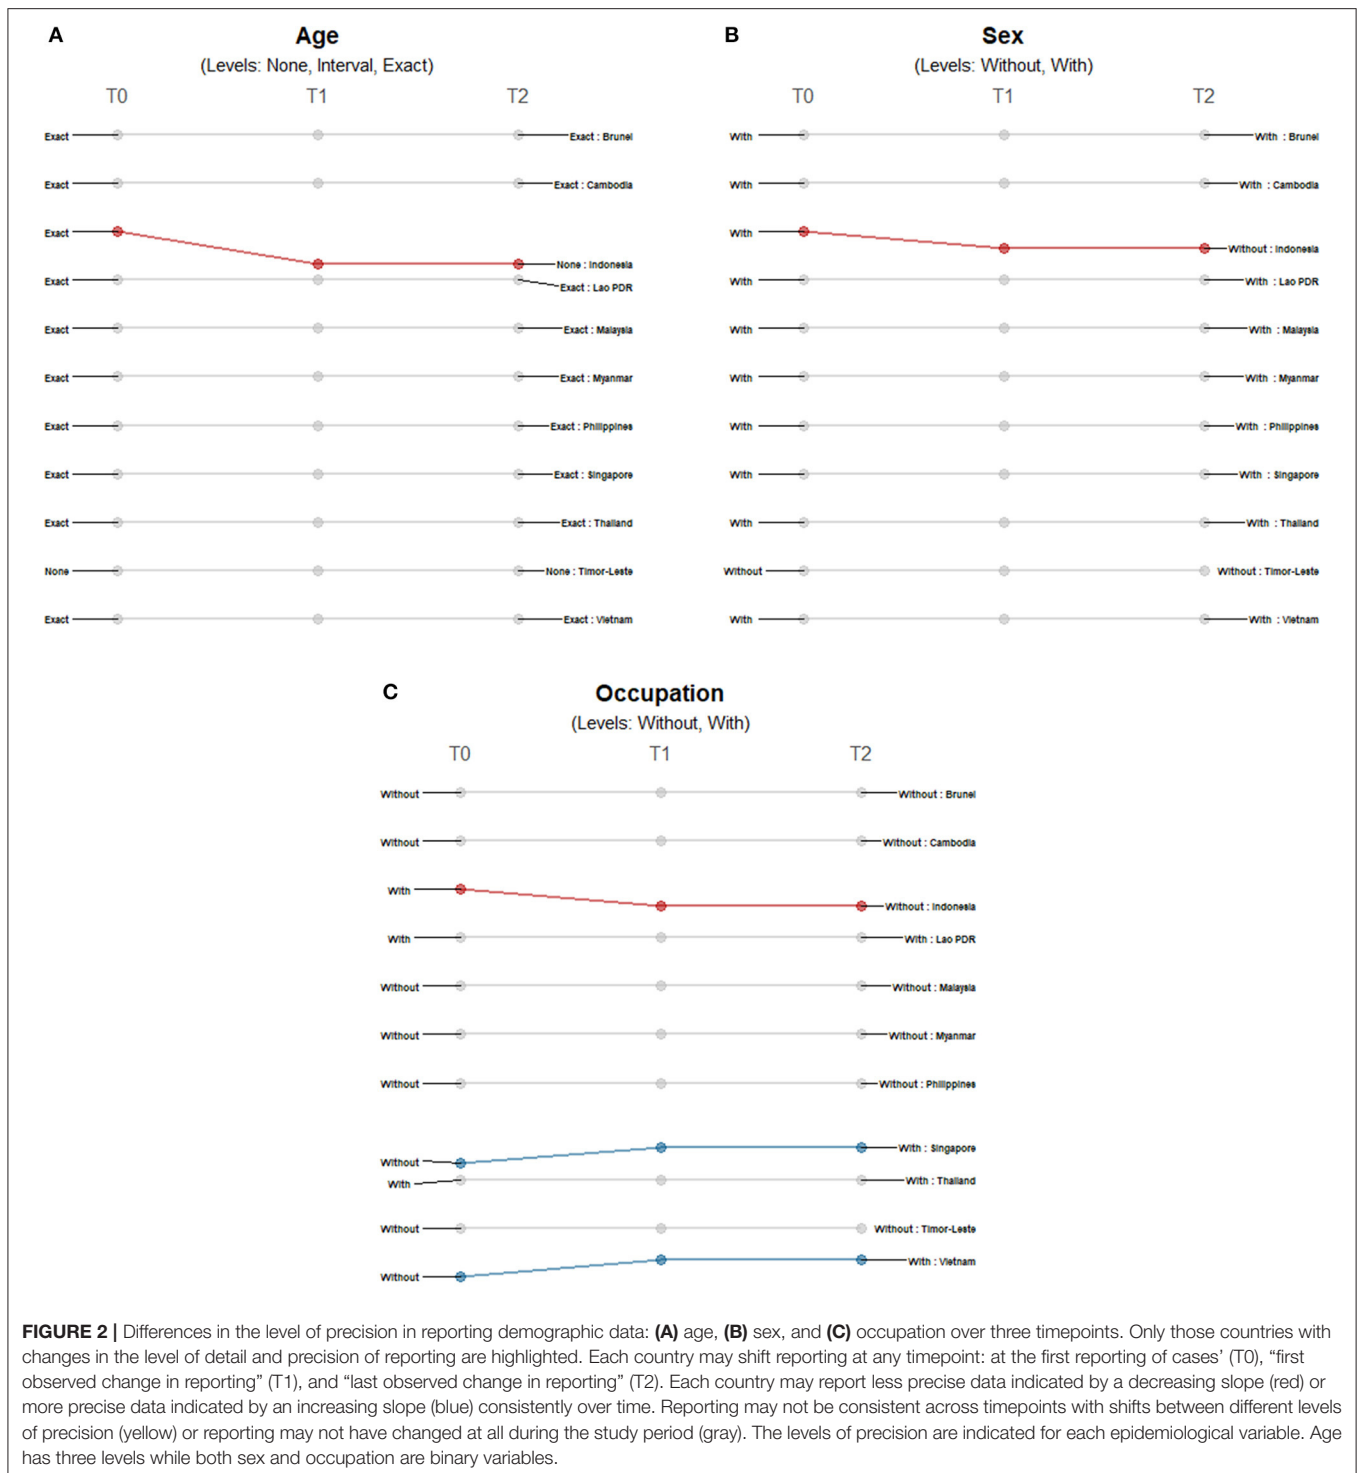 A
Age
(Levels: None, Interval, Exact)
T0 T1 T2
Exact Exact : Brunei
Exact Exact : Cambodia
Exact None : Indonesia
Exact Exact : Lao PDR
Exact Exact : Malaysia
Exact Exact : Myanmar
Exact Exact : Philippines
Exact Exact : Singapore
Exact Exact : Thailand
None None : Timor-Leste
Exact Exact : Vietnam
B
Sex
(Levels: Without, With)
T0 T1 T2
With With : Brunei
With With : Cambodia
With Without : Indonesia
With With : Lao PDR
With With : Malaysia
With With : Myanmar
With With : Philippines
With With : Singapore
With With : Thailand
Without Without : Timor-Leste
With With : Vietnam
C
Occupation
(Levels: Without, With)
T0 T1 T2
Without Without : Brunei
Without Without : Cambodia
With Without : Indonesia
With With : Lao PDR
Without Without : Malaysia
Without Without : Myanmar
Without Without : Philippines
Without With : Singapore
With With : Thailand
Without Without : Timor-Leste
Without With : Vietnam
FIGURE 2 | Differences in the level of precision in reporting demographic data: (A) age, (B) sex, and (C) occupation over three timepoints. Only those countries with
changes in the level of detail and precision of reporting are highlighted. Each country may shift reporting at any timepoint: at the first reporting of cases' (T0), "first
observed change in reporting" (T1), and "last observed change in reporting" (T2). Each country may report less precise data indicated by a decreasing slope (red) or
more precise data indicated by an increasing slope (blue) consistently over time. Reporting may not be consistent across timepoints with shifts between different levels
of precision (yellow) or reporting may not have changed at all during the study period (gray). The levels of precision are indicated for each epidemiological variable. Age
has three levels while both sex and occupation are binary variables.